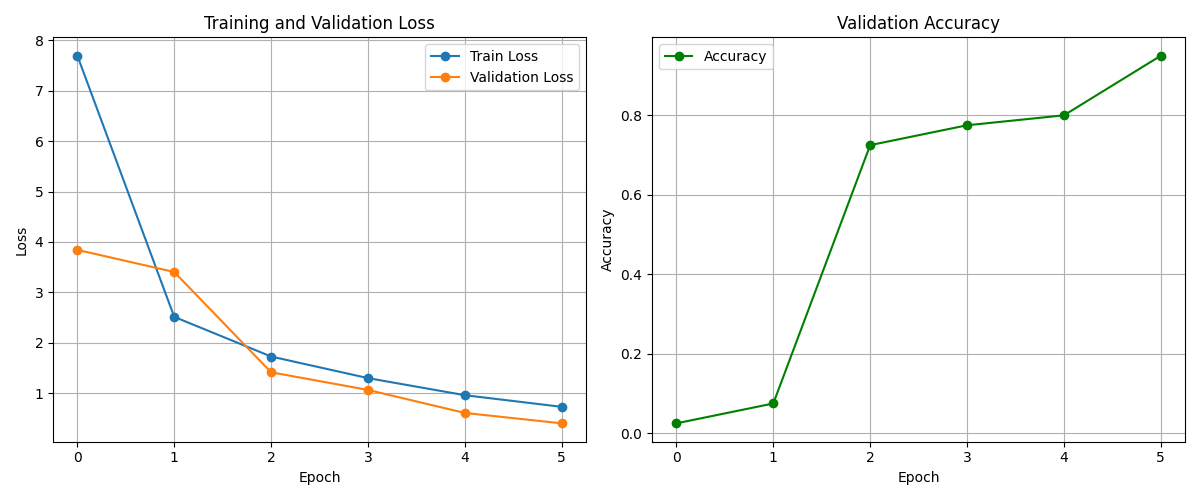 Training and Validation Loss
Train Loss
Validation Loss
8
7
6
5
4
3
2
1
Loss
0 1 2 3 4 5
Epoch
Validation Accuracy
Accuracy
0.8
0.6
0.4
0.2
0.0
Accuracy
0 1 2 3 4 5
Epoch